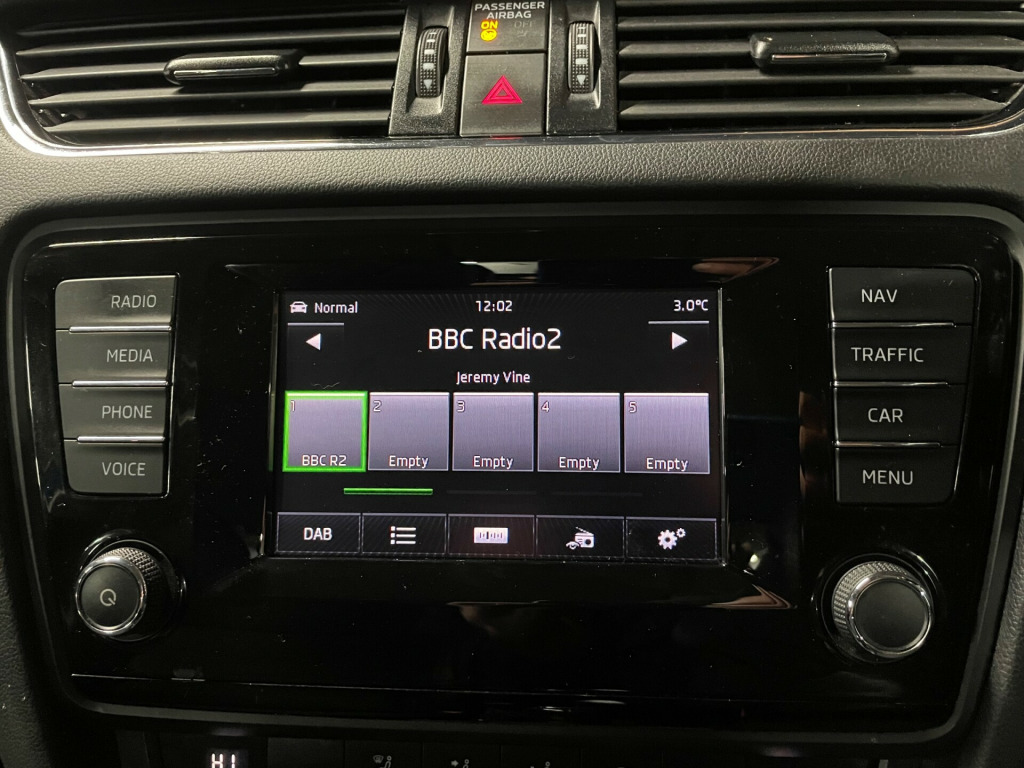 PASSENGER
AIRBAG
ON OFF
RADIO
MEDIA
PHONE
VOICE
Normal 12:02 3.0°C
BBC Radio2
Jeremy Vine
1 2 3 4 5
BBC R2 Empty Empty Empty Empty
DAB
NAV
TRAFFIC
CAR
MENU
HI